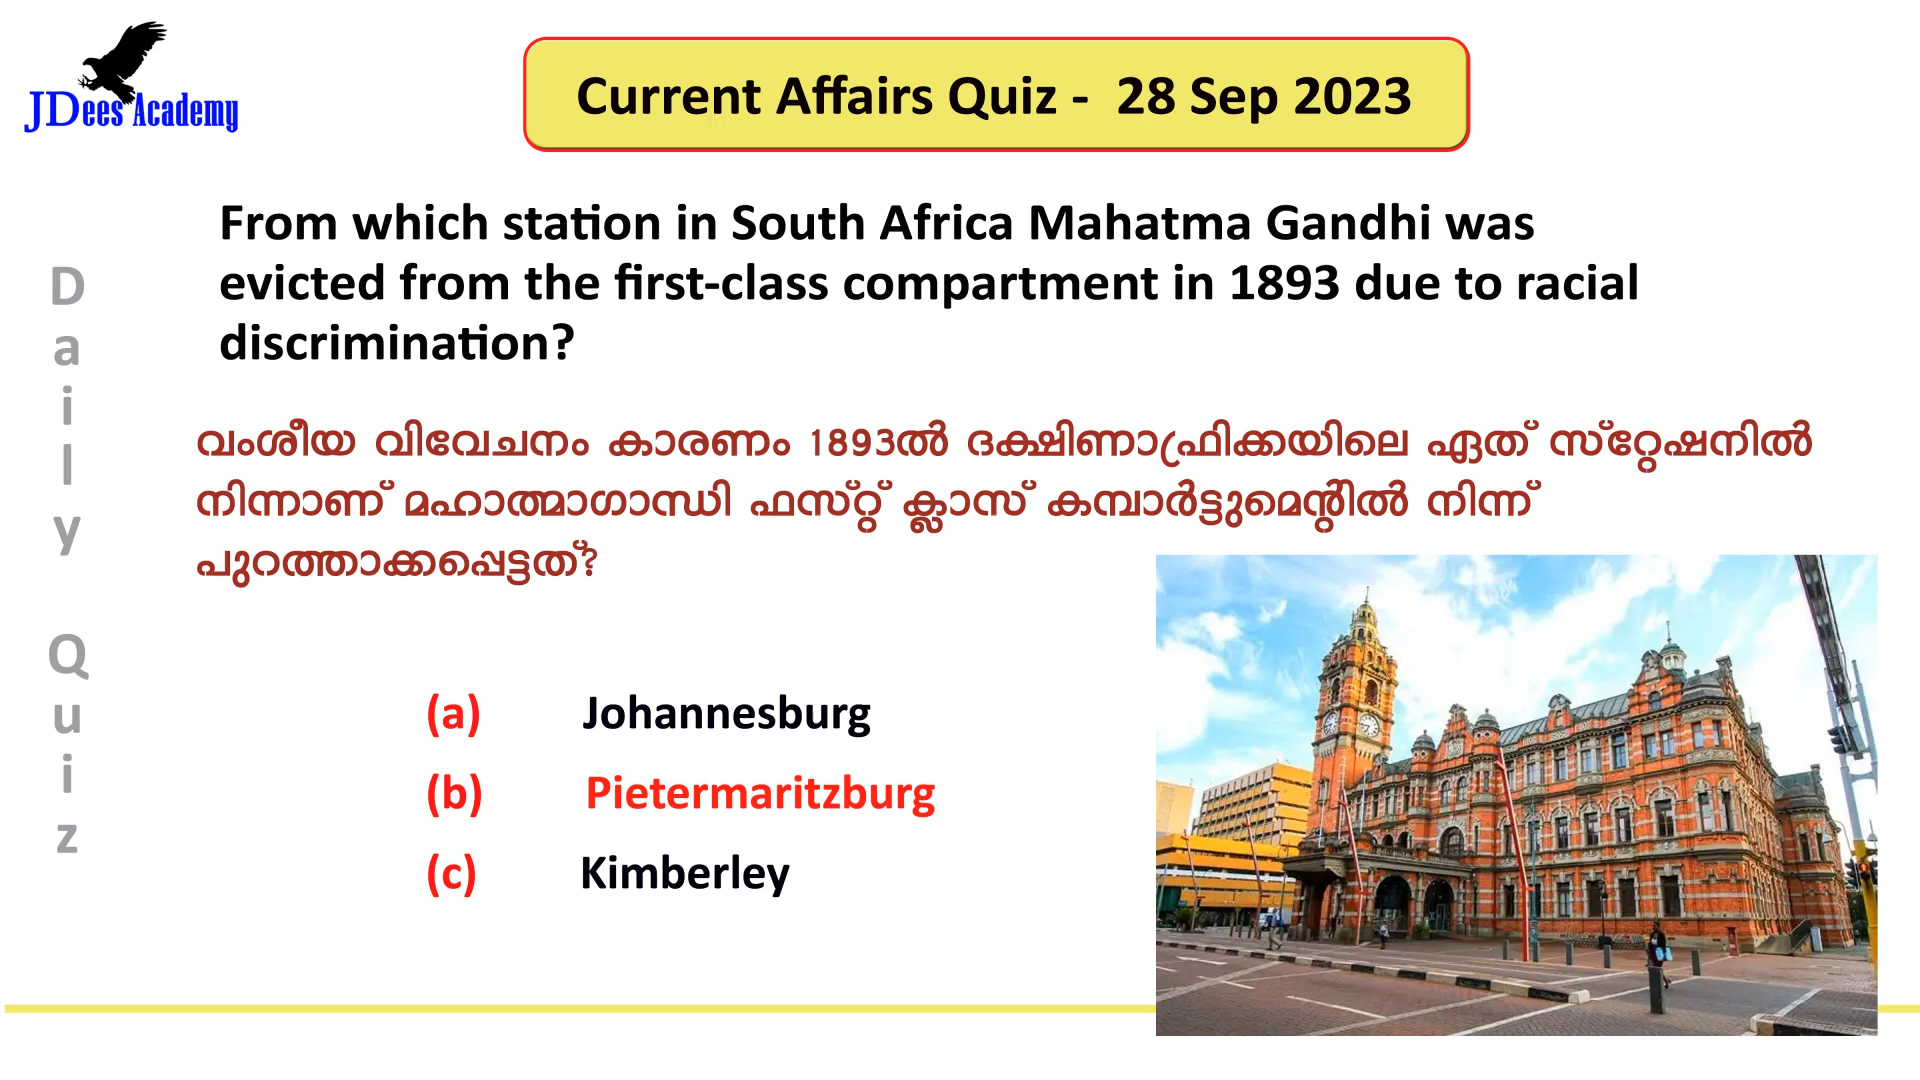 JDees Academy
Current Affairs Quiz - 28 Sep 2023
From which station in South Africa Mahatma Gandhi was
evicted from the first-class compartment in 1893 due to racial
discrimination?
വംശീയ വിവേചനം കാരണം 1893ൽ ദക്ഷിണാഫ്രിക്കയിലെ ഏത് സ്റ്റേഷനിൽ
നിന്നാണ് മഹാത്മാഗാന്ധി ഫസ്റ്റ് ക്ലാസ് കമ്പാർട്ടുമെന്റിൽ നിന്ന്
പുറത്താക്കപ്പെട്ടത്?
(a) Johannesburg
(b) Pietermaritzburg
(c) Kimberley
Daily Quiz